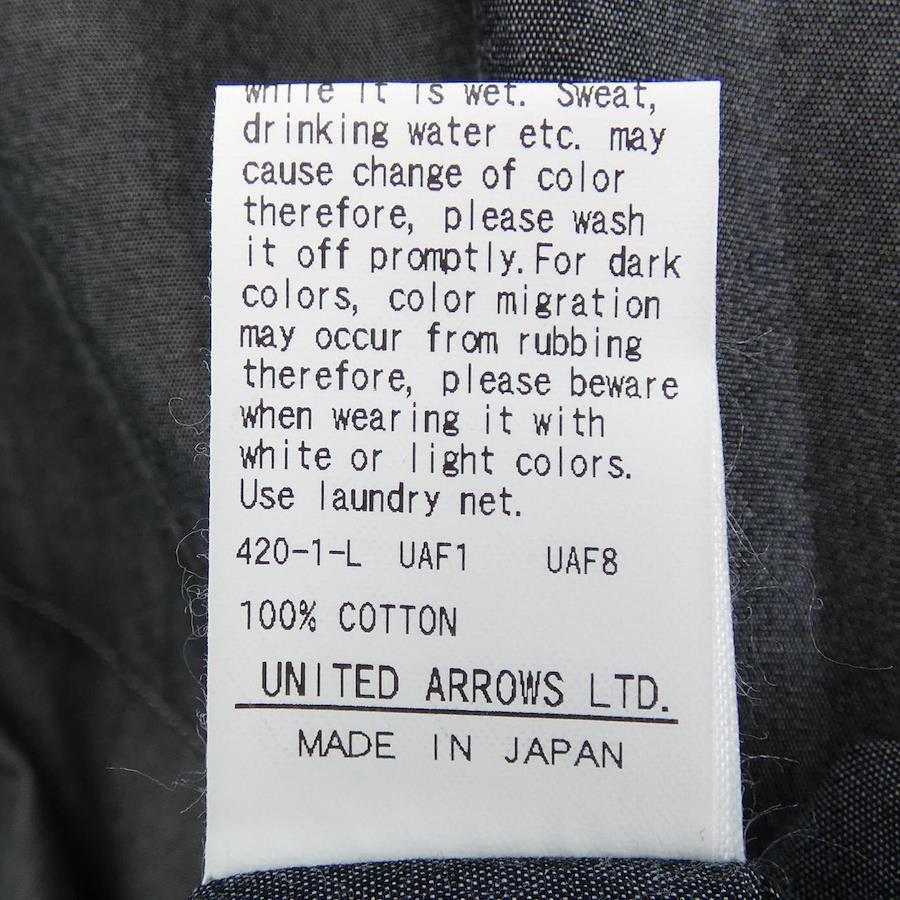 while it is wet. Sweat,
drinking water etc. may
cause change of color
therefore, please wash
it off promptly.For dark
colors, color migration
may occur from rubbing
therefore, please beware
when wearing it with
white or light colors.
Use laundry net.
420-1-L UAF1 UAF8
100% COTTON
UNITED ARROWS LTD.
MADE IN JAPAN